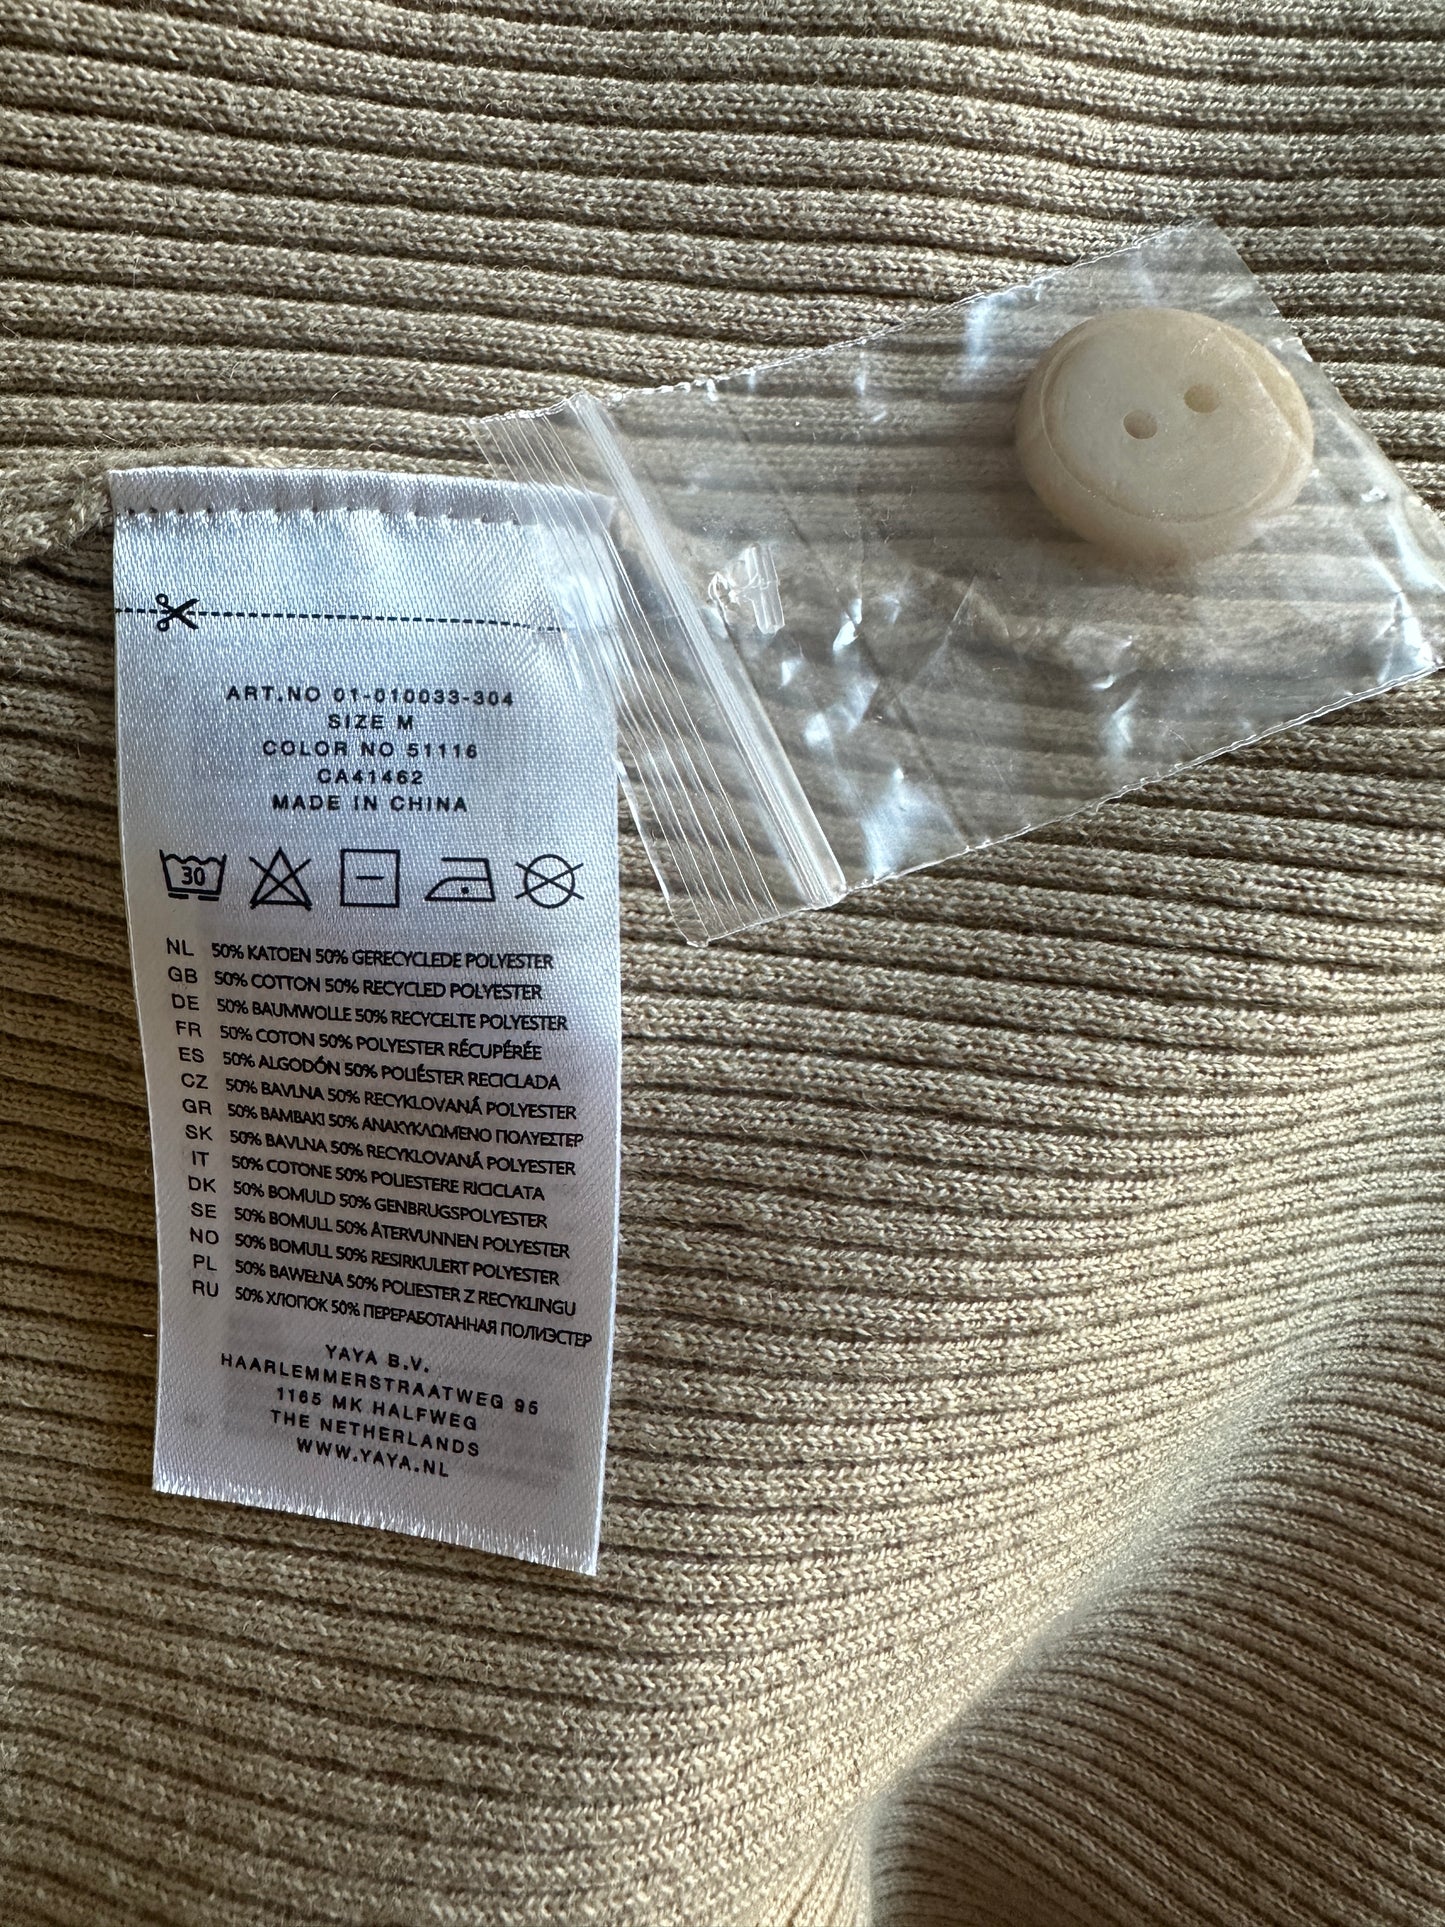 ART.NO 01-010033-304
SIZE M
COLOR NO 51116
CA41462
MADE IN CHINA
30
NL 50% KATOEN 50% GERECYCLEDE POLYESTER
GB 50% COTTON 50% RECYCLED POLYESTER
DE 50% BAUMWOLLE 50% RECYCELTE POLYESTER
FR 50% COTON 50% POLYESTER RÉCUPÉRÉE
ES 50% ALGODÓN 50% POLIÉSTER RECICLADA
CZ 50% BAVLNA 50% RECYKLOVANÁ POLYESTER
GR 50% ΒΑΜΒΑΚΙ 50% ΑΝΑΚΥΚΛΩΜΕΝΟ ΠΟΛΥΕΣΤΕΡ
SK 50% BAVLNA 50% RECYKLOVANÁ POLYESTER
IT 50% COTONE 50% POLIESTERE RICICLATA
DK 50% BOMULD 50% GENBRUGSPOLYESTER
SE 50% BOMULL 50% ÅTERVUNNEN POLYESTER
NO 50% BOMULL 50% RESIRKULERT POLYESTER
PL 50% BAWEŁNA 50% POLIESTER Z RECYKLINGU
RU 50% ХЛОПОК 50% ПЕРЕРАБОТАННАЯ ПОЛИЭСТЕР
YAYA B.V.
HAARLEMMERSTRAATWEG 95
1165 MK HALFWEG
THE NETHERLANDS
WWW.YAYA.NL